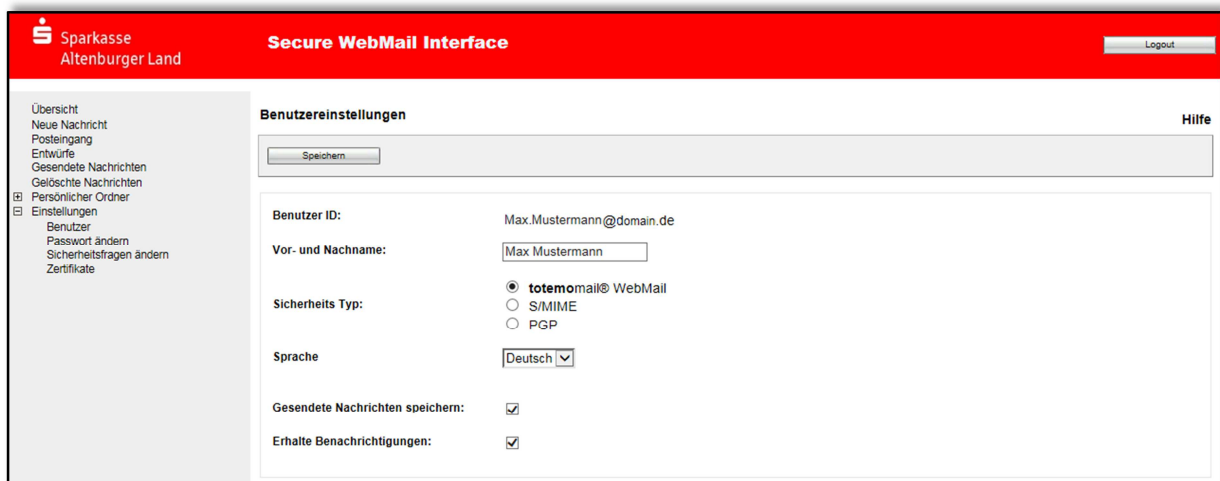 Sparkasse
Altenburger Land
Secure WebMail Interface
Logout
Übersicht
Neue Nachricht
Posteingang
Entwürfe
Gesendete Nachrichten
Gelöschte Nachrichten
Persönlicher Ordner
Einstellungen
Benutzer
Passwort ändern
Sicherheitsfragen ändern
Zertifikate
Benutzereinstellungen
Hilfe
Speichern
Benutzer ID: Max.Mustermann@domain.de
Vor- und Nachname: Max Mustermann
Sicherheits Typ:
totemomail® WebMail
S/MIME
PGP
Sprache Deutsch
Gesendete Nachrichten speichern:
Erhalte Benachrichtigungen: